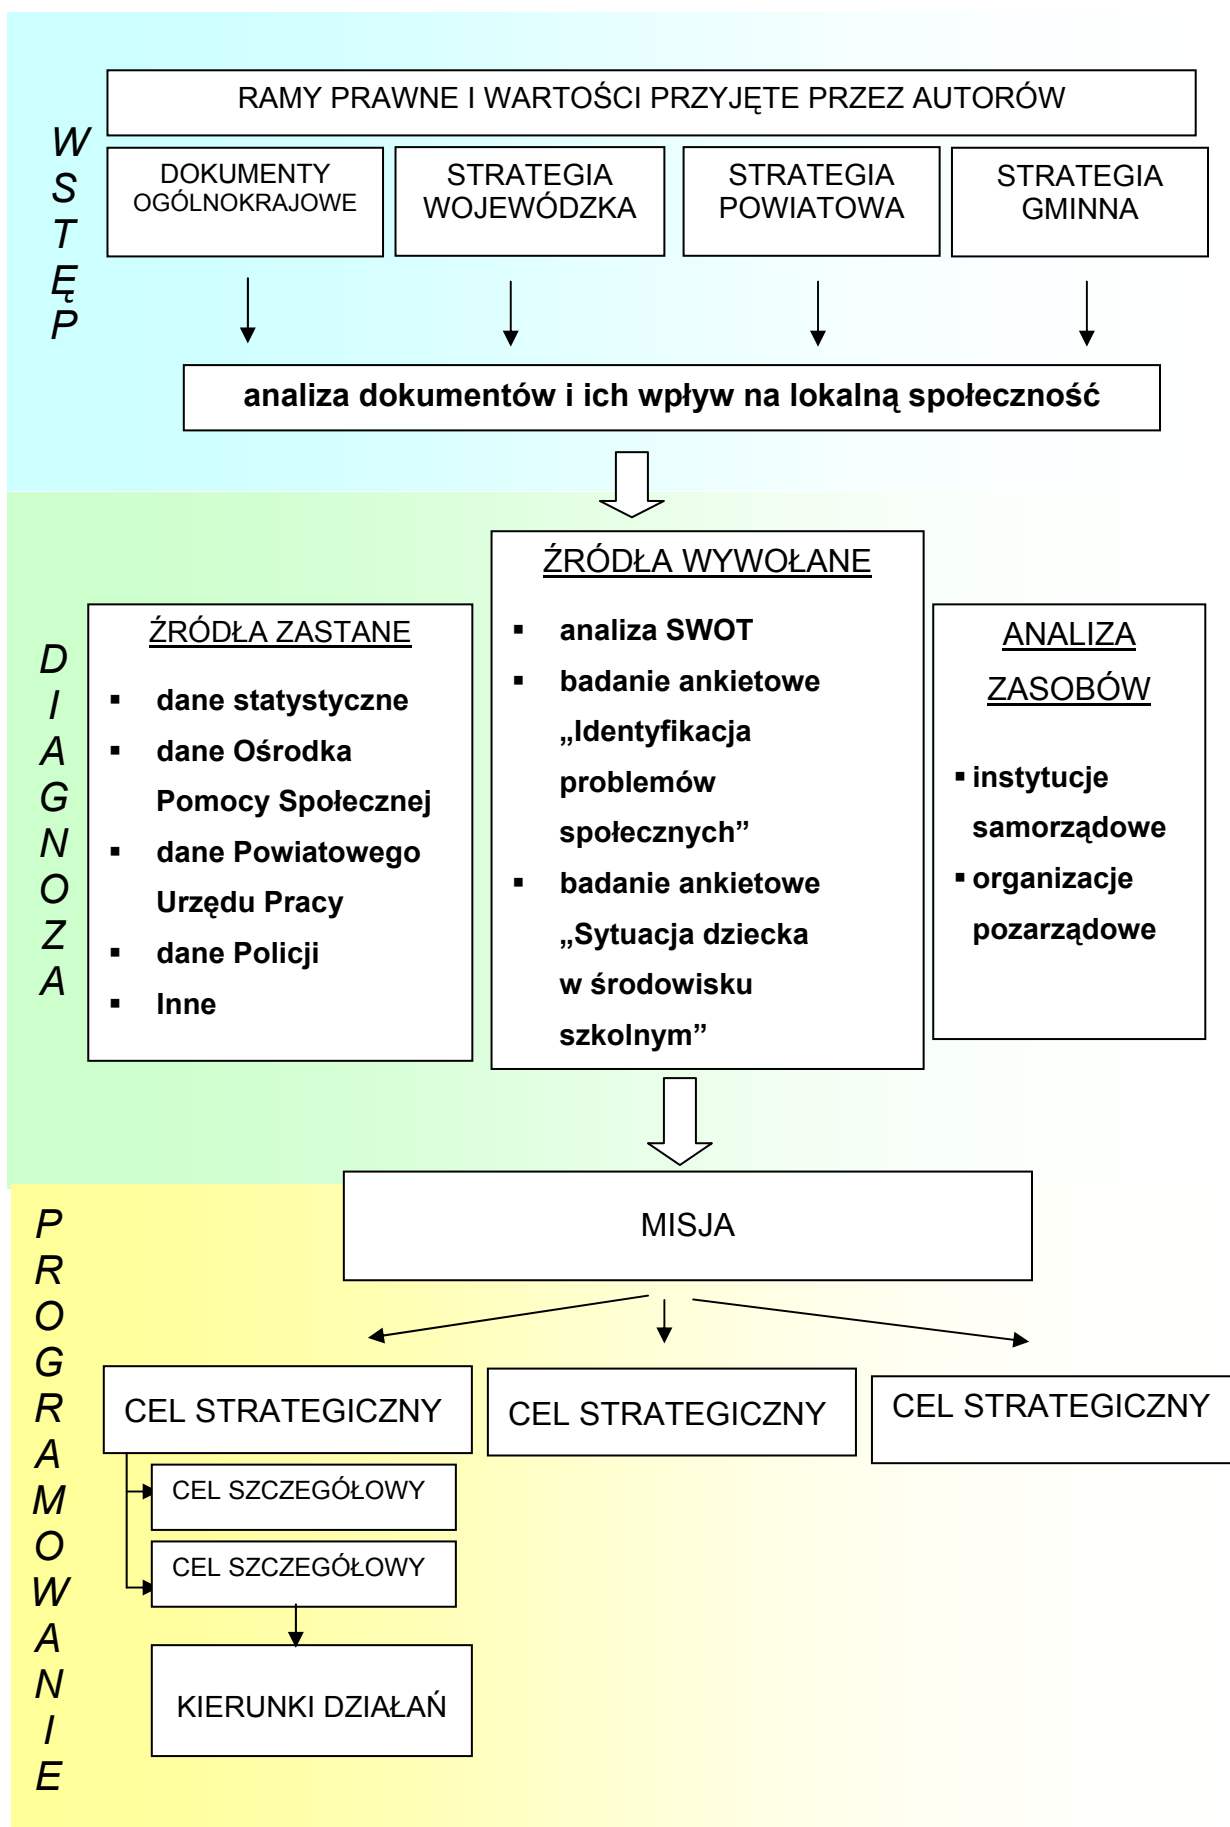 WSTĘP
RAMY PRAWNE I WARTOŚCI PRZYJĘTE PRZEZ AUTORÓW
DOKUMENTY
OGÓLNOKRAJOWE
STRATEGIA
WOJEWÓDZKA
STRATEGIA
POWIATOWA
STRATEGIA
GMINNA
analiza dokumentów i ich wpływ na lokalną społeczność
DIAGNOZA
ŹRÓDŁA ZASTANE
▪ dane statystyczne
▪ dane Ośrodka
Pomocy Społecznej
▪ dane Powiatowego
Urzędu Pracy
▪ dane Policji
▪ Inne
ŹRÓDŁA WYWOŁANE
▪ analiza SWOT
▪ badanie ankietowe
„Identyfikacja
problemów
społecznych”
▪ badanie ankietowe
„Sytuacja dziecka
w środowisku
szkolnym”
ANALIZA
ZASOBÓW
▪ instytucje
samorządowe
▪ organizacje
pozarządowe
PROGRAMOWANIE
MISJA
CEL STRATEGICZNY
CEL STRATEGICZNY
CEL STRATEGICZNY
CEL SZCZEGÓŁOWY
CEL SZCZEGÓŁOWY
KIERUNKI DZIAŁAŃ